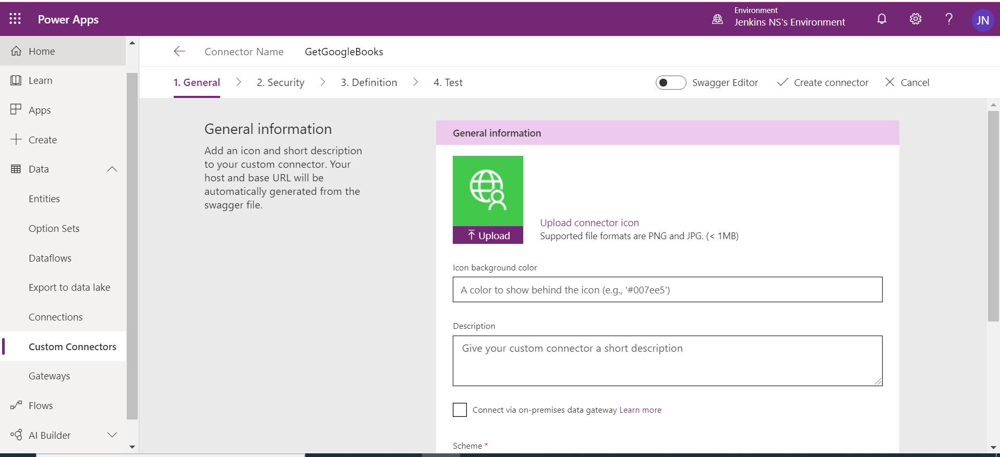 Power Apps
Environment
Jenkins NS's Environment
JN
Home
Learn
Apps
Create
Data
Entities
Option Sets
Dataflows
Export to data lake
Connections
Custom Connectors
Gateways
Flows
AI Builder
Connector Name GetGoogleBooks
1. General 2. Security 3. Definition 4. Test
Swagger Editor Create connector Cancel
General information
Add an icon and short description
to your custom connector. Your
host and base URL will be
automatically generated from the
swagger file.
General information
Upload
Upload connector icon
Supported file formats are PNG and JPG. (< 1MB)
Icon background color
A color to show behind the icon (e.g., '#007ee5')
Description
Give your custom connector a short description
Connect via on-premises data gateway Learn more
Scheme *